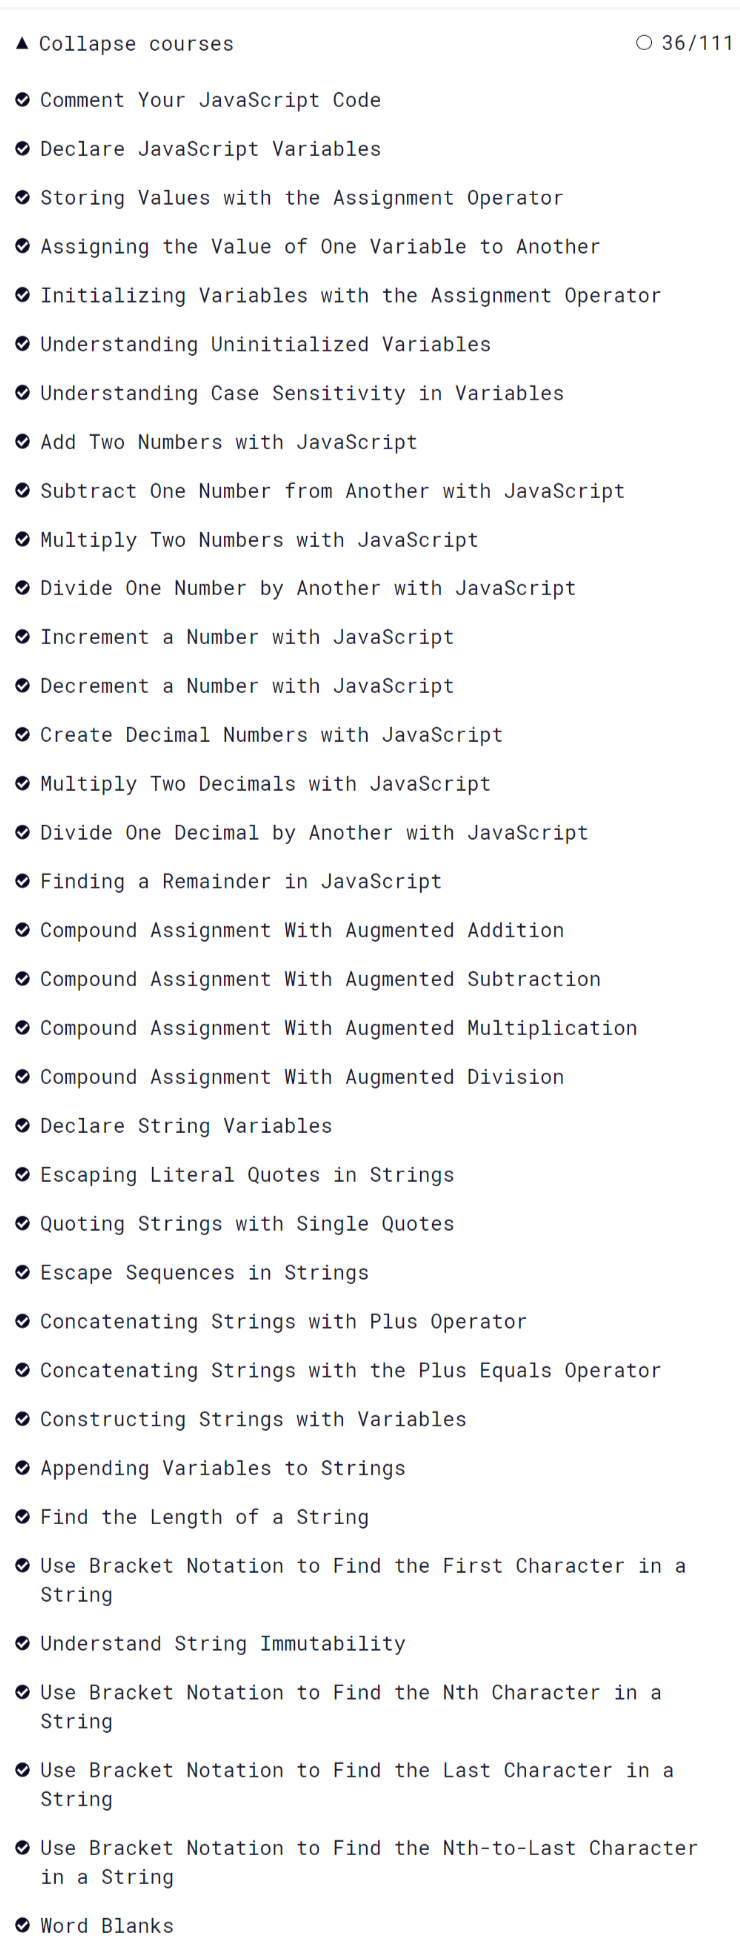 Collapse courses 36/111
Comment Your JavaScript Code
Declare JavaScript Variables
Storing Values with the Assignment Operator
Assigning the Value of One Variable to Another
Initializing Variables with the Assignment Operator
Understanding Uninitialized Variables
Understanding Case Sensitivity in Variables
Add Two Numbers with JavaScript
Subtract One Number from Another with JavaScript
Multiply Two Numbers with JavaScript
Divide One Number by Another with JavaScript
Increment a Number with JavaScript
Decrement a Number with JavaScript
Create Decimal Numbers with JavaScript
Multiply Two Decimals with JavaScript
Divide One Decimal by Another with JavaScript
Finding a Remainder in JavaScript
Compound Assignment With Augmented Addition
Compound Assignment With Augmented Subtraction
Compound Assignment With Augmented Multiplication
Compound Assignment With Augmented Division
Declare String Variables
Escaping Literal Quotes in Strings
Quoting Strings with Single Quotes
Escape Sequences in Strings
Concatenating Strings with Plus Operator
Concatenating Strings with the Plus Equals Operator
Constructing Strings with Variables
Appending Variables to Strings
Find the Length of a String
Use Bracket Notation to Find the First Character in a
String
Understand String Immutability
Use Bracket Notation to Find the Nth Character in a
String
Use Bracket Notation to Find the Last Character in a
String
Use Bracket Notation to Find the Nth-to-Last Character
in a String
Word Blanks